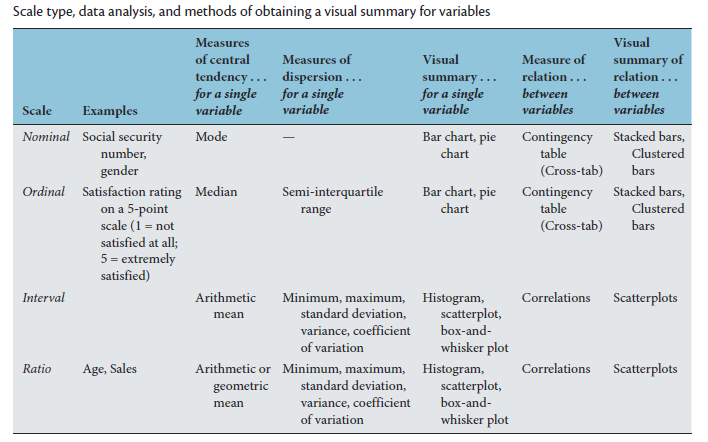 Scale type, data analysis, and methods of obtaining a visual summary for variables
Scale
Examples
Measures
of central
tendency . . .
for a single
variable
Measures of
dispersion . . .
for a single
variable
Visual
summary . . .
for a single
variable
Measure of
relation . . .
between
variables
Visual
summary of
relation . . .
between
variables
Nominal
Social security
number,
gender
Mode
—
Bar chart, pie
chart
Contingency
table
(Cross-tab)
Stacked bars,
Clustered
bars
Ordinal
Satisfaction rating
on a 5-point
scale (1 = not
satisfied at all;
5 = extremely
satisfied)
Median
Semi-interquartile
range
Bar chart, pie
chart
Contingency
table
(Cross-tab)
Stacked bars,
Clustered
bars
Interval
Arithmetic
mean
Minimum, maximum,
standard deviation,
variance, coefficient
of variation
Histogram,
scatterplot,
box-and-
whisker plot
Correlations
Scatterplots
Ratio
Age, Sales
Arithmetic or
geometric
mean
Minimum, maximum,
standard deviation,
variance, coefficient
of variation
Histogram,
scatterplot,
box-and-
whisker plot
Correlations
Scatterplots